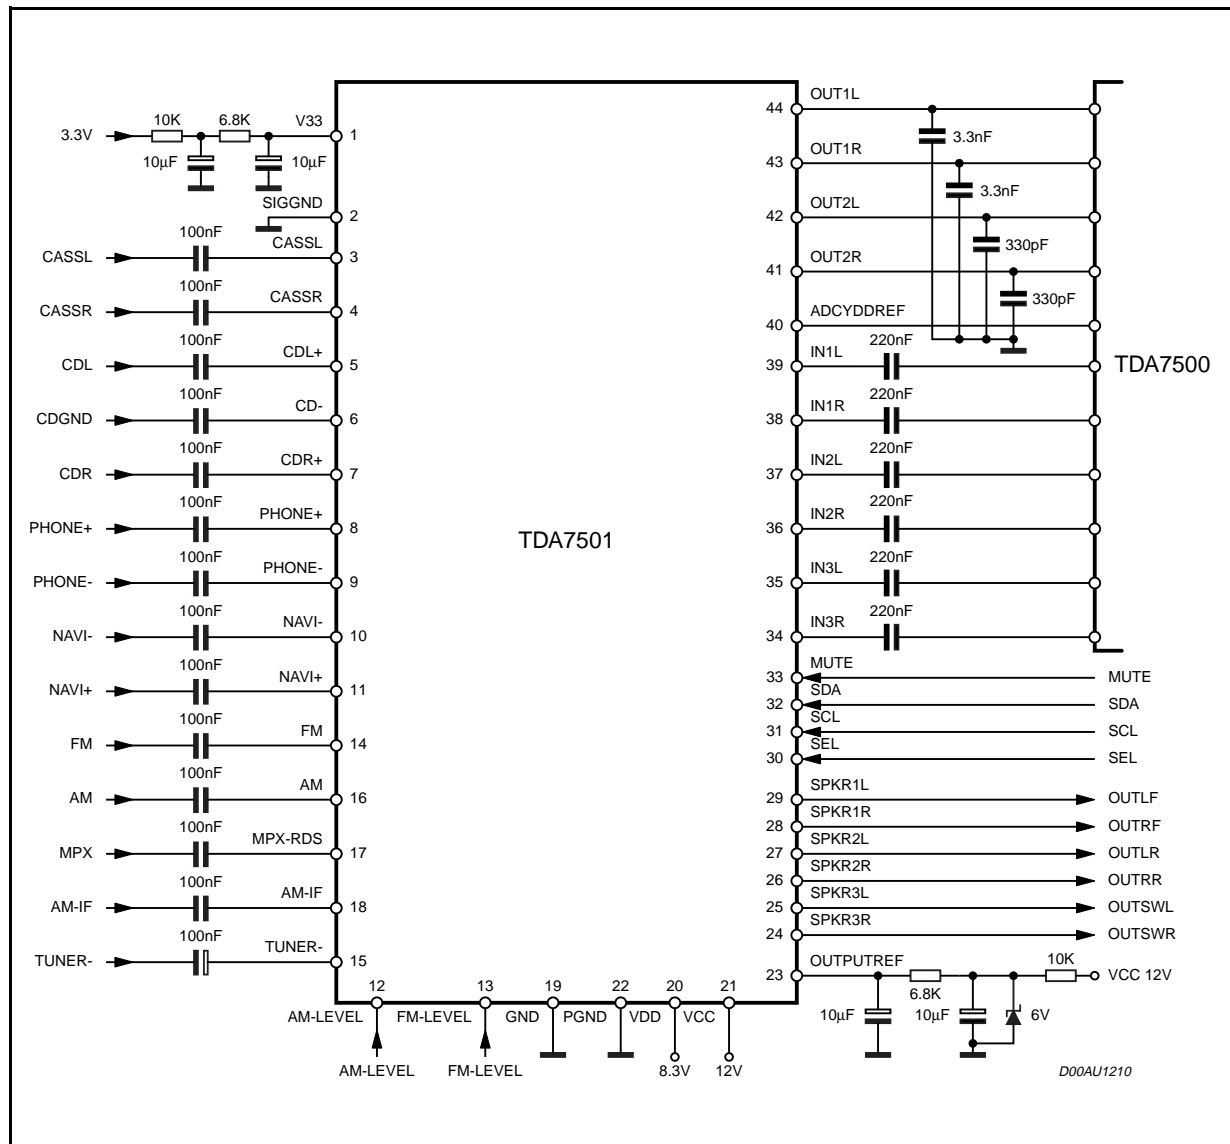 3.3V
10K
6.8K
V33
1
10µF
10µF
SIGGND
2
100nF
CASSL
CASSL
3
100nF
CASSR
CASSR
4
100nF
CDL
CDL+
5
100nF
CDGND
CD-
6
100nF
CDR
CDR+
7
100nF
PHONE+
PHONE+
8
100nF
PHONE-
PHONE-
9
100nF
NAVI-
NAVI-
10
100nF
NAVI+
NAVI+
11
100nF
FM
FM
14
100nF
AM
AM
16
100nF
MPX
MPX-RDS
17
100nF
AM-IF
AM-IF
18
100nF
TUNER-
TUNER-
15
TDA7501
12
13
19
22
20
21
AM-LEVEL
FM-LEVEL
GND
PGND
VDD
VCC
AM-LEVEL
FM-LEVEL
8.3V
12V
44
OUT1L
3.3nF
43
OUT1R
3.3nF
42
OUT2L
330pF
41
OUT2R
330pF
40
ADCYDDREF
39
IN1L
220nF
38
IN1R
220nF
37
IN2L
220nF
36
IN2R
220nF
35
IN3L
220nF
34
IN3R
220nF
TDA7500
33
MUTE
MUTE
32
SDA
SDA
31
SCL
SCL
30
SEL
SEL
29
SPKR1L
OUTLF
28
SPKR1R
OUTRF
27
SPKR2L
OUTLR
26
SPKR2R
OUTRR
25
SPKR3L
OUTSWL
24
SPKR3R
OUTSWR
23
OUTPUTREF
10K
VCC 12V
6.8K
10µF
10µF
6V
D00AU1210